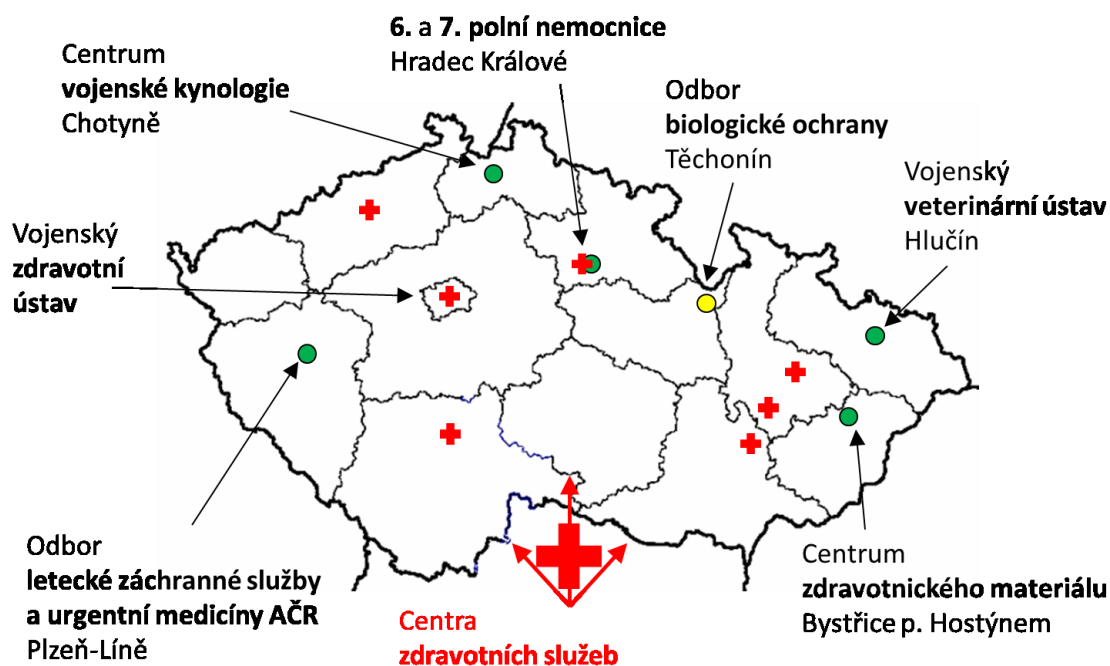 6. a 7. polní nemocnice
Hradec Králové
Centrum
vojenské kynologie
Chotyně
Odbor
biologické ochrany
Těchonín
Vojenský
veterinární ústav
Hlučín
Vojenský
zdravotní
ústav
Odbor
letecké záchranné služby
a urgentní medicíny AČR
Plzeň-Líně
Centra
zdravotních služeb
Centrum
zdravotnického materiálu
Bystřice p. Hostýnem